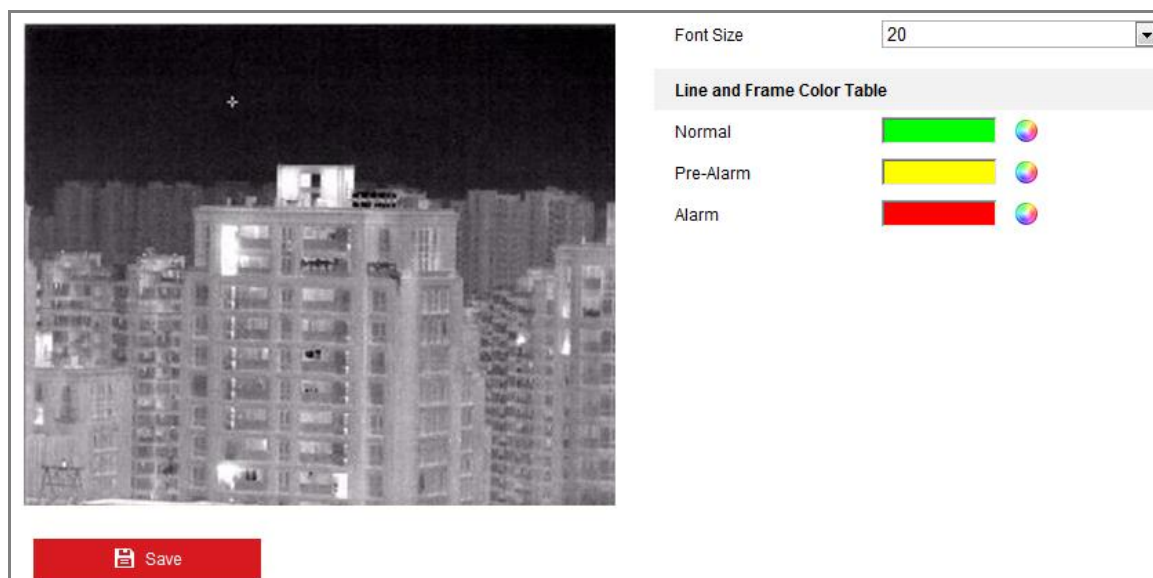 Font Size
20
Line and Frame Color Table
Normal
Pre-Alarm
Alarm
Save